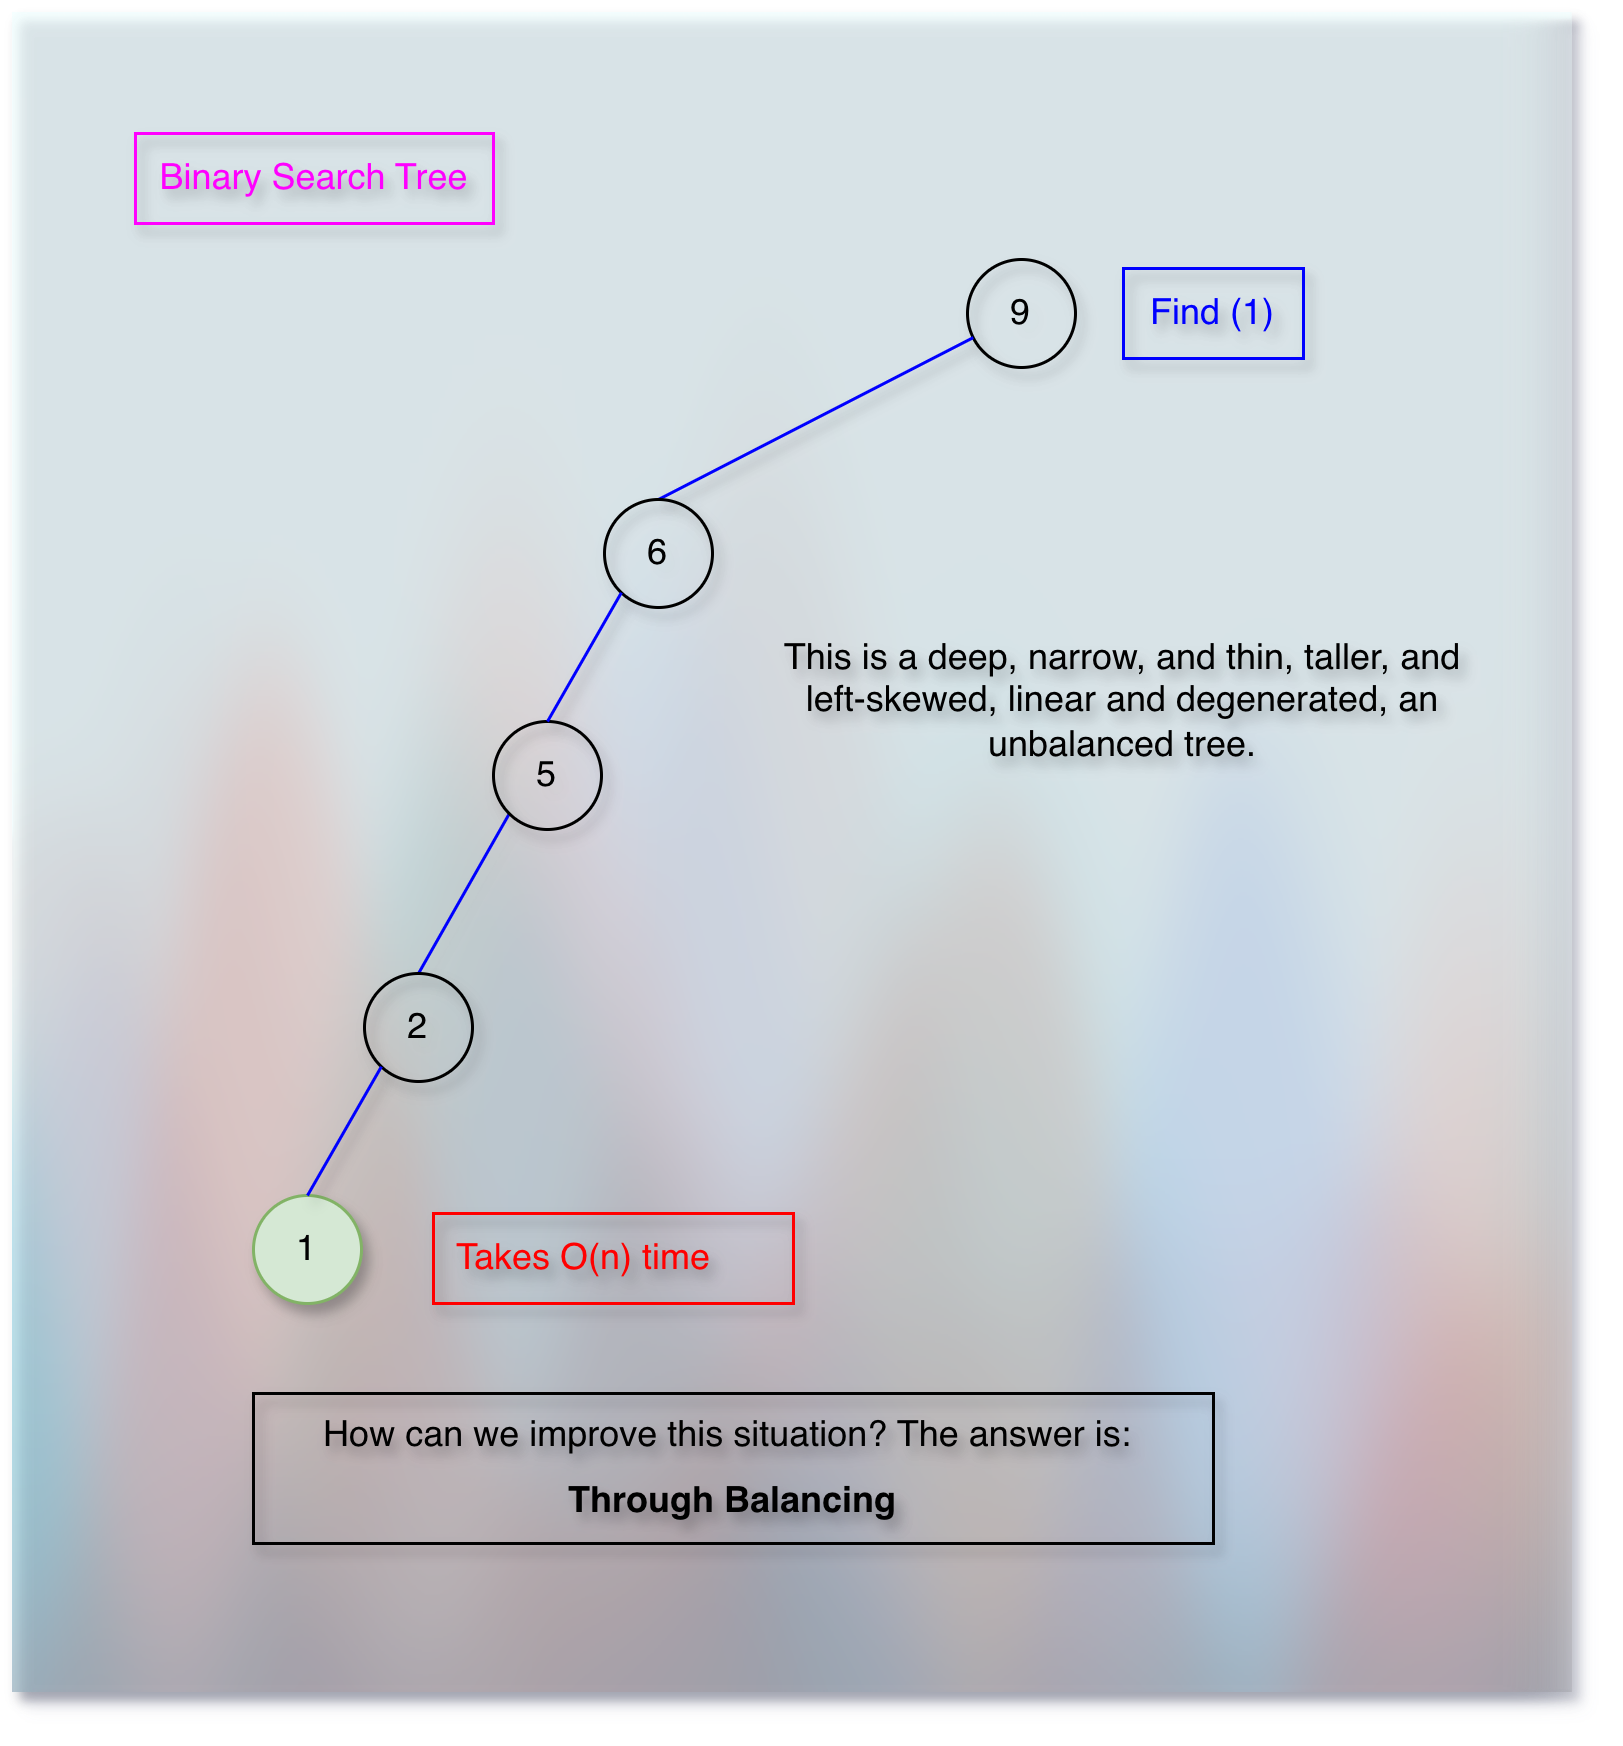 Binary Search Tree
9
Find (1)
6
This is a deep, narrow, and thin, taller, and
left-skewed, linear and degenerated, an
unbalanced tree.
5
2
1
Takes O(n) time
How can we improve this situation? The answer is:
Through Balancing